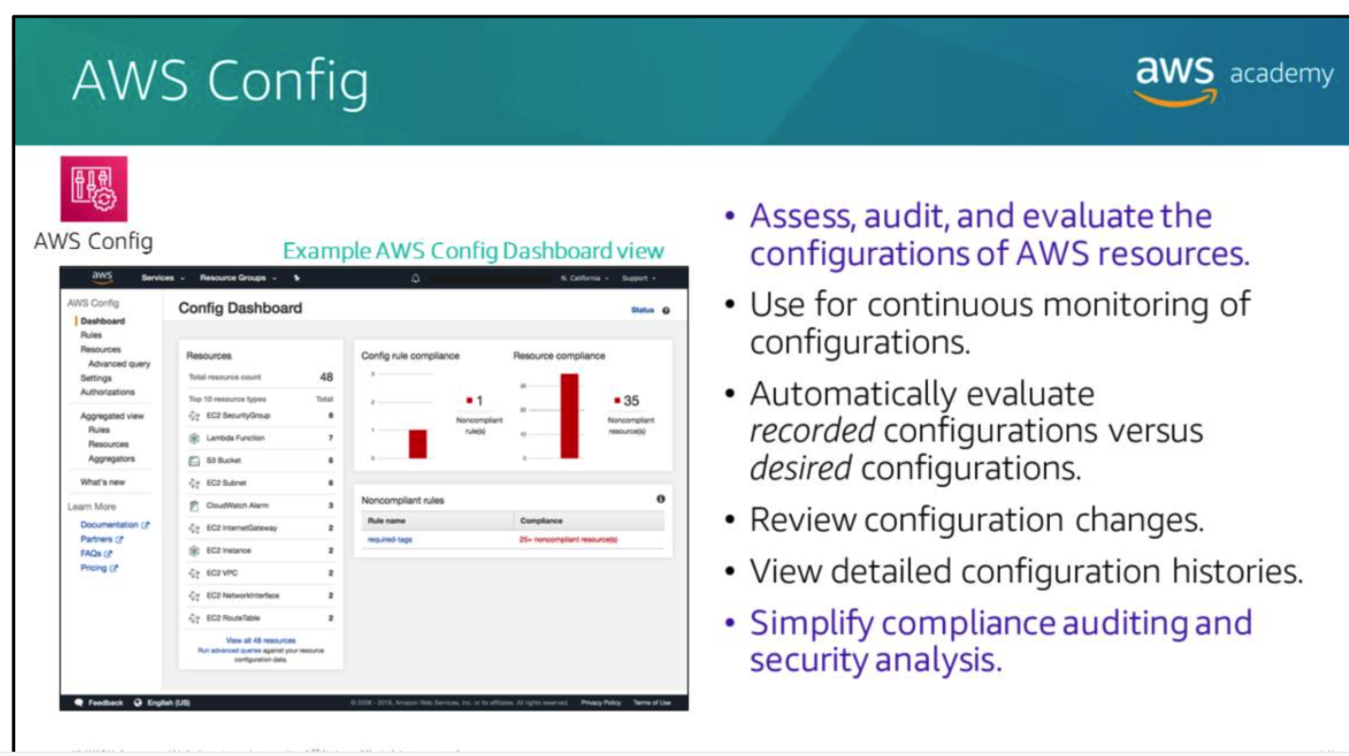 AWS Config
aws academy
AWS Config
Example AWS Config Dashboard view
aws Services Resource Groups N. California Support
AWS Config
Dashboard
Rules
Resources
Advanced query
Settings
Authorizations
Aggregated view
Rules
Resources
Aggregators
What's new
Learn More
Documentation
Partners
FAQs
Pricing
Config Dashboard
Status
Resources
Total resource count 48
Top 10 resource types Total
EC2 SecurityGroup 8
Lambda Function 7
S3 Bucket 6
EC2 Subnet 6
CloudWatch Alarm 3
EC2 InternetGateway 2
EC2 Instance 2
EC2 VPC 2
EC2 NetworkInterface 2
EC2 RouteTable 2
View all 48 resources
Run advanced queries against your resource
configuration data.
Config rule compliance
1
Noncompliant
rule(s)
Resource compliance
35
Noncompliant
resource(s)
Noncompliant rules
Rule name Compliance
required-tags 25+ noncompliant resource(s)
Feedback English (US) © 2008 - 2019, Amazon Web Services, Inc. or its affiliates. All rights reserved. Privacy Policy Terms of Use
• Assess, audit, and evaluate the
configurations of AWS resources.
• Use for continuous monitoring of
configurations.
• Automatically evaluate
recorded configurations versus
desired configurations.
• Review configuration changes.
• View detailed configuration histories.
• Simplify compliance auditing and
security analysis.